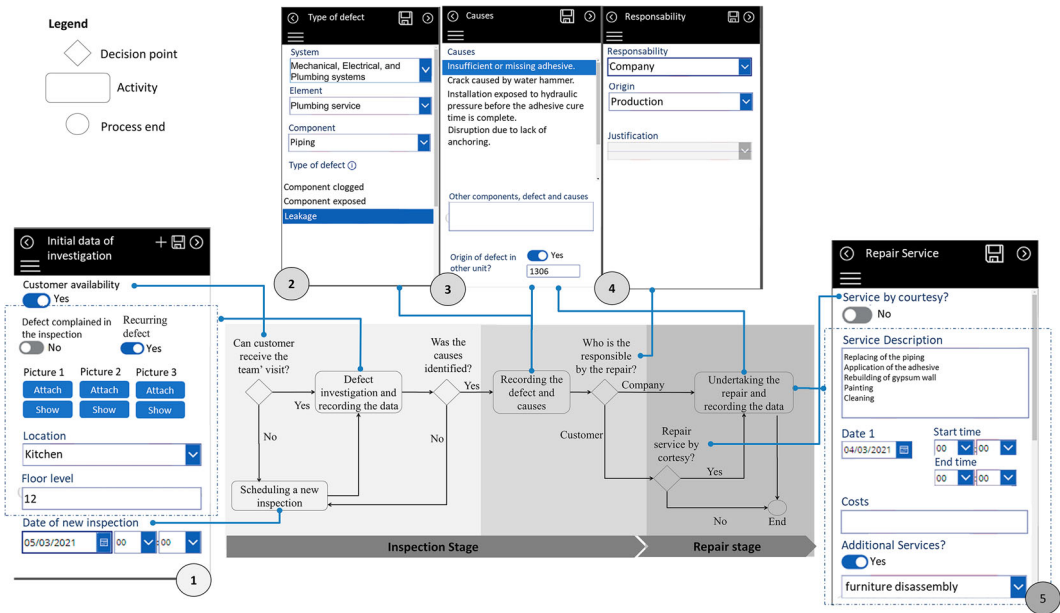 Legend
Decision point
Activity
Process end
Type of defect
System
Mechanical, Electrical, and
Plumbing systems
Element
Plumbing service
Component
Piping
Type of defect
Component clogged
Component exposed
Leakage
2
Causes
Causes
Insufficient or missing adhesive.
Crack caused by water hammer.
Installation exposed to hydraulic
pressure before the adhesive cure
time is complete.
Disruption due to lack of
anchoring.
Other components, defect and causes
Origin of defect in
other unit?
Yes
1306
3
Responsability
Responsability
Company
Origin
Production
Justification
4
Initial data of
investigation
Customer availability
Yes
Defect complained in
the inspection
No
Recurring
defect
Yes
Picture 1 Picture 2 Picture 3
Attach Attach Attach
Show Show Show
Location
Kitchen
Floor level
12
Date of new inspection
05/03/2021 00 : 00
1
Can customer
receive the
team' visit?
Yes
No
Defect
investigation and
recording the data
Scheduling a new
inspection
Was the
causes
identified?
Yes
No
Recording the
defect and
causes
Who is the
responsible
by the repair?
Company
Customer
Repair
service by
cortesy?
Yes
No
Undertaking the
repair and
recording the data
End
Inspection Stage
Repair stage
Repair Service
Service by courtesy?
No
Service Description
Replacing of the piping
Application of the adhesive
Rebuilding of gypsum wall
Painting
Cleaning
Date 1
04/03/2021
Start time
00 : 00
End time
00 : 00
Costs
Additional Services?
Yes
furniture disassembly
5